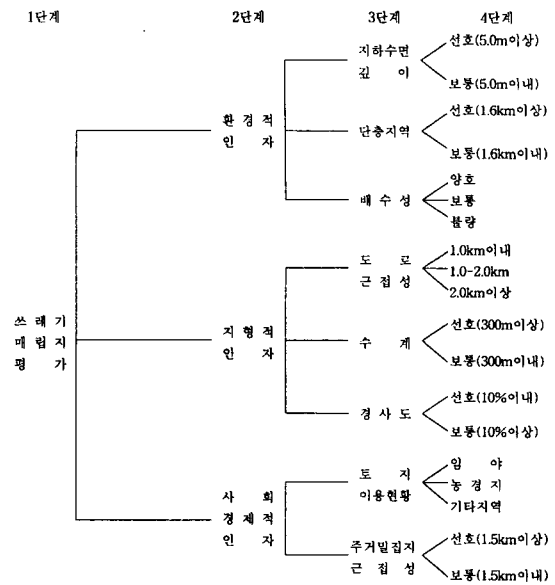 1단계 2단계 3단계 4단계
선호(5.0m이상)
지하수면
깊 이
보통(5.0m이내)
선호(1.6km이상)
환경적
인 자
단층지역
보통(1.6km이내)
양호
배수성
보통
불량
1.0km이내
도 로
근접성
1.0-2.0km
2.0km이상
쓰레기
매립지
평 가
지형적
인 자
선호(300m이상)
수 계
보통(300m이내)
선호(10%이내)
경사도
보통(10%이상)
임 야
토 지
이용현황
농경지
기타지역
사 회
경제적
인 자
선호(1.5km이상)
주거밀집지
근접성
보통(1.5km이내)